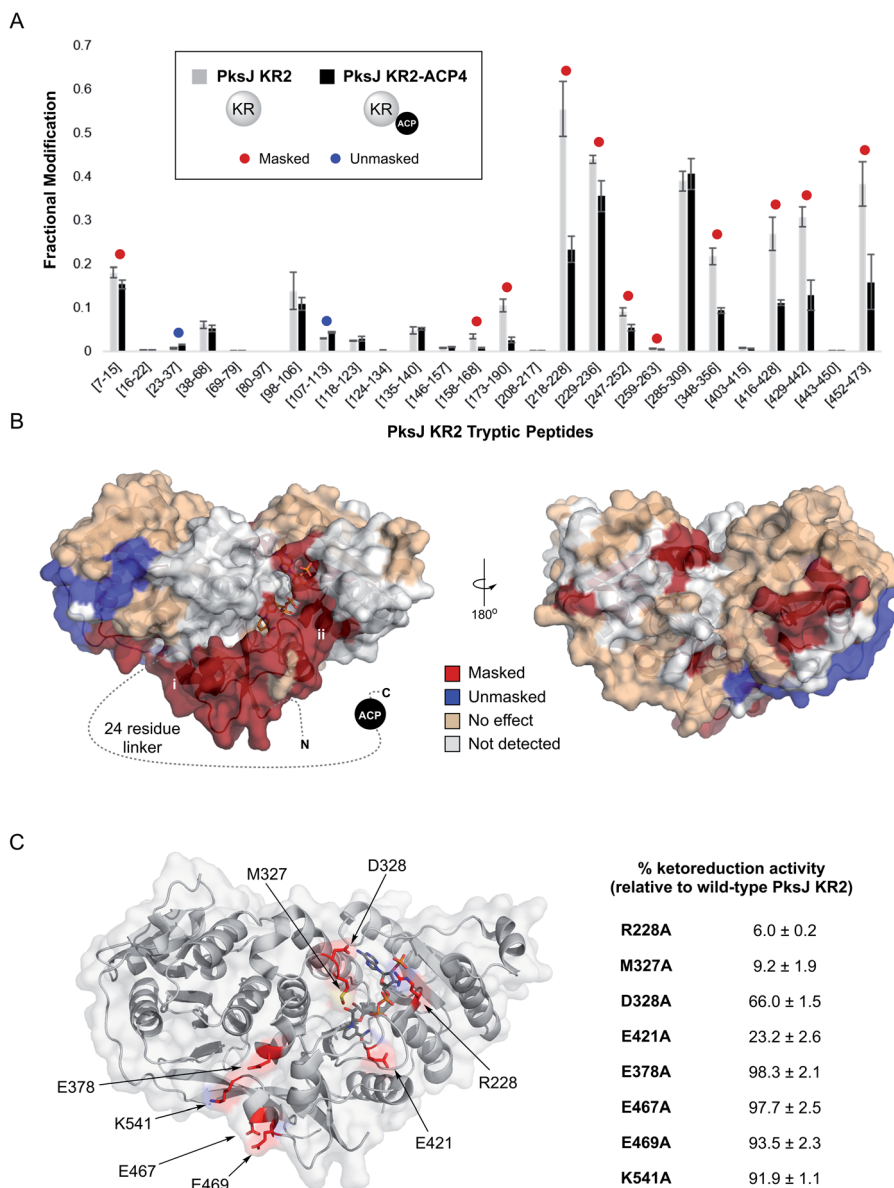 A
0.7
0.6
0.5
0.4
0.3
0.2
0.1
0
Fractional Modification
PksJ KR2
PksJ KR2-ACP4
KR
KR
ACP
Masked
Unmasked
[7-15]
[16-22]
[23-37]
[38-68]
[69-79]
[80-97]
[98-106]
[107-113]
[118-123]
[124-134]
[135-140]
[146-157]
[158-168]
[173-190]
[208-217]
[218-228]
[229-236]
[247-252]
[259-263]
[285-309]
[348-356]
[403-415]
[416-428]
[429-442]
[443-450]
[452-473]
PksJ KR2 Tryptic Peptides
B
i
ii
24 residue
linker
N
C
ACP
180º
Masked
Unmasked
No effect
Not detected
C
M327
D328
E378
K541
E467
E469
E421
R228
% ketoreduction activity
(relative to wild-type PksJ KR2)
R228A 6.0 ± 0.2
M327A 9.2 ± 1.9
D328A 66.0 ± 1.5
E421A 23.2 ± 2.6
E378A 98.3 ± 2.1
E467A 97.7 ± 2.5
E469A 93.5 ± 2.3
K541A 91.9 ± 1.1